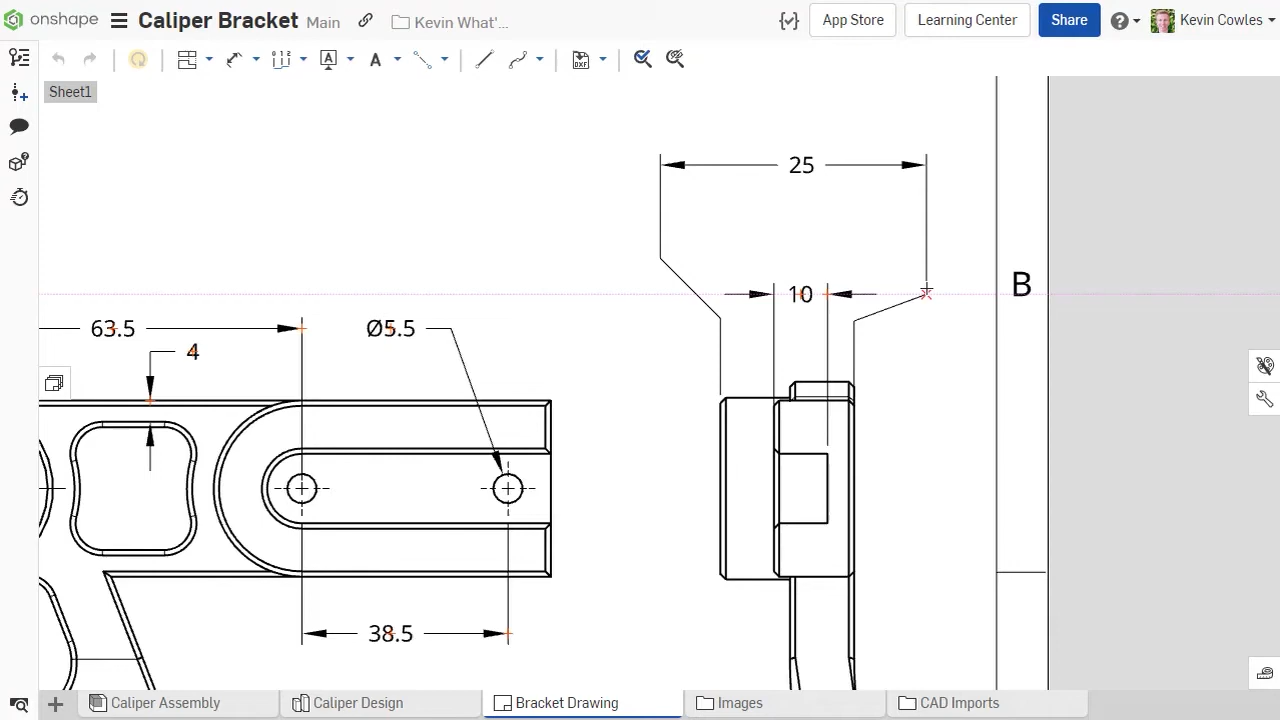 onshape
Caliper Bracket Main
Kevin What'...
App Store
Learning Center
Share
Kevin Cowles
A
A
DXF
Sheet1
25
10
B
63.5
Ø5.5
4
38.5
Caliper Assembly
Caliper Design
Bracket Drawing
Images
CAD Imports